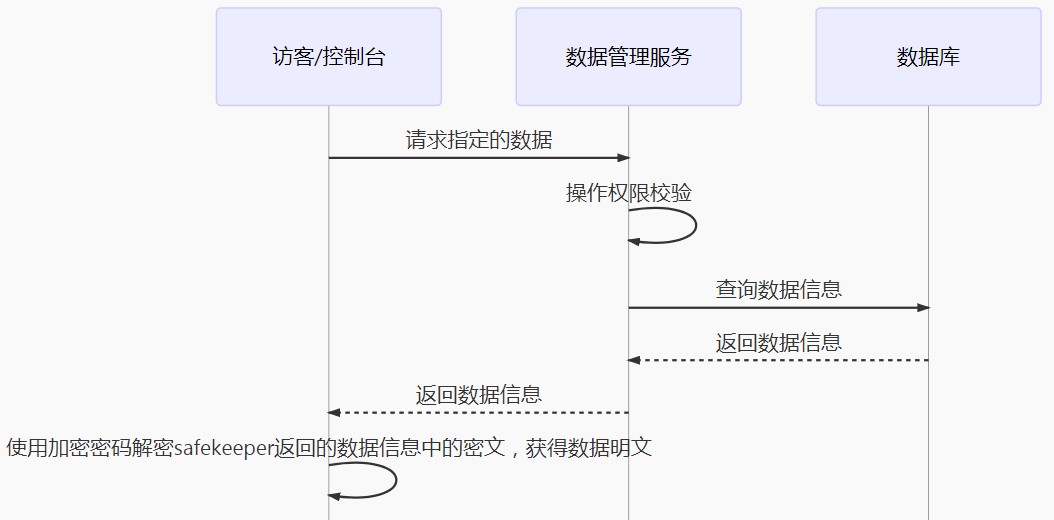 访客/控制台
数据管理服务
数据库
请求指定的数据
操作权限校验
查询数据信息
返回数据信息
返回数据信息
使用加密密码解密safekeeper返回的数据信息中的密文，获得数据明文